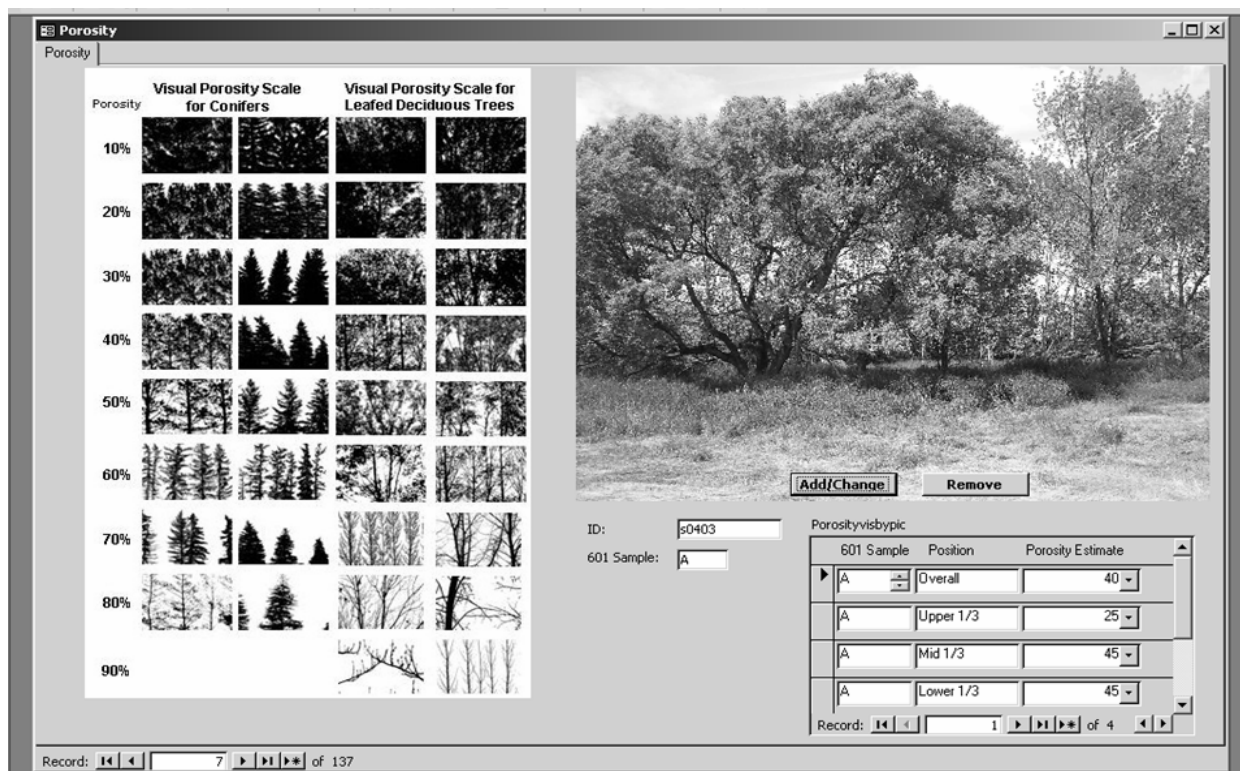 Porosity
Porosity
Visual Porosity Scale
for Conifers
Visual Porosity Scale for
Leafed Deciduous Trees
Porosity
10%
20%
30%
40%
50%
60%
70%
80%
90%
Add/Change
Remove
ID: s0403
601 Sample: A
Porosityvisbypic
601 Sample Position Porosity Estimate
A Overall 40
A Upper 1/3 25
A Mid 1/3 45
A Lower 1/3 45
Record: 1 of 4
Record: 7 of 137